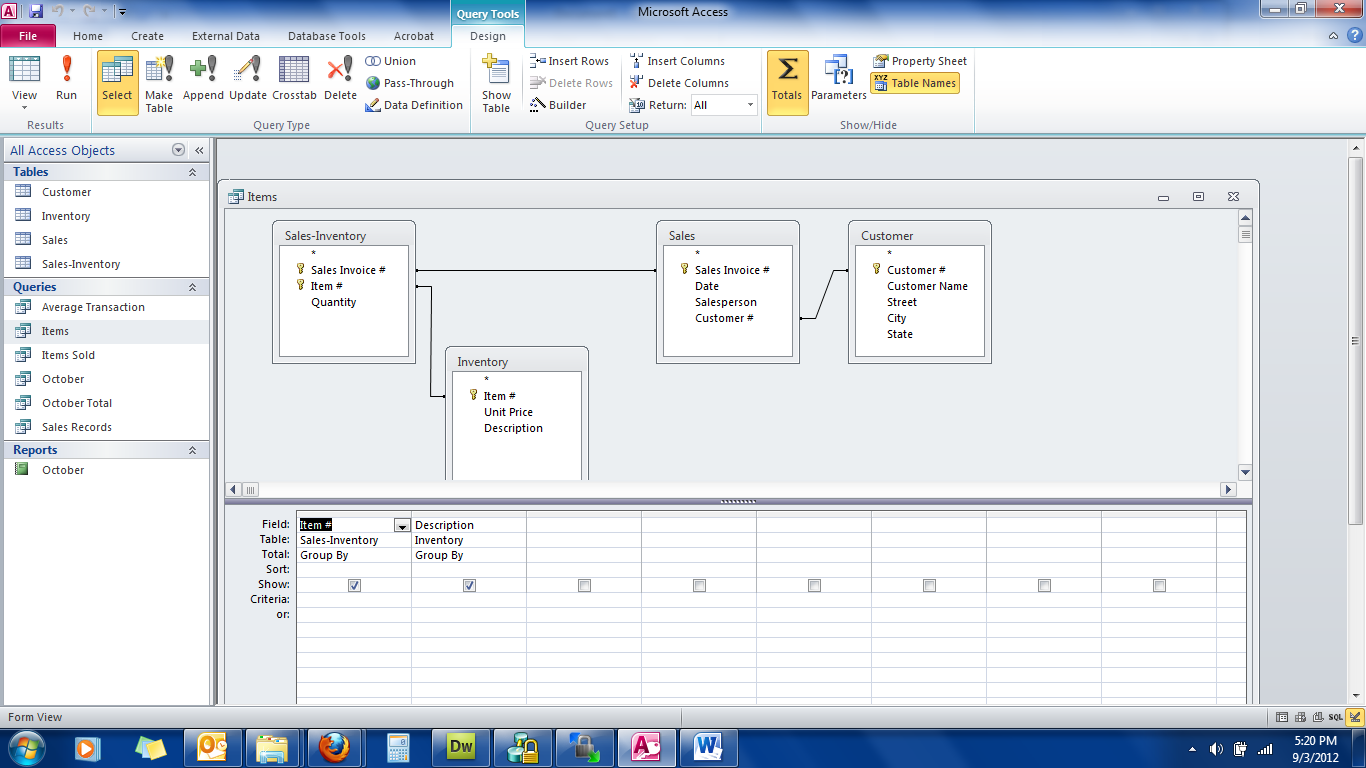 Query Tools
Microsoft Access
File Home Create External Data Database Tools Acrobat Design
View
Run
Select
Make Table
Append
Update
Crosstab
Delete
Union
Pass-Through
Data Definition
Show Table
Insert Rows
Delete Rows
Builder
Insert Columns
Delete Columns
Return: All
Totals
Parameters
Property Sheet
XYZ Table Names
Results Query Type Query Setup Show/Hide
All Access Objects
Tables
Customer
Inventory
Sales
Sales-Inventory
Queries
Average Transaction
Items
Items Sold
October
October Total
Sales Records
Reports
October
Items
Sales-Inventory
*
Sales Invoice #
Item #
Quantity
Inventory
*
Item #
Unit Price
Description
Sales
*
Sales Invoice #
Date
Salesperson
Customer #
Customer
*
Customer #
Customer Name
Street
City
State
Field: Item # Description
Table: Sales-Inventory Inventory
Total: Group By Group By
Sort:
Show:
Criteria:
or:
Form View
SQL
Dw
5:20 PM
9/3/2012